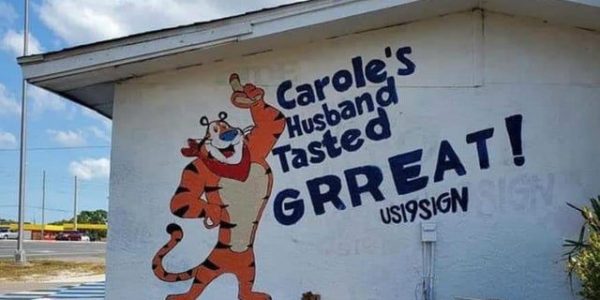 Carole's
Husband
Tasted
GRREAT!
US19SIGN